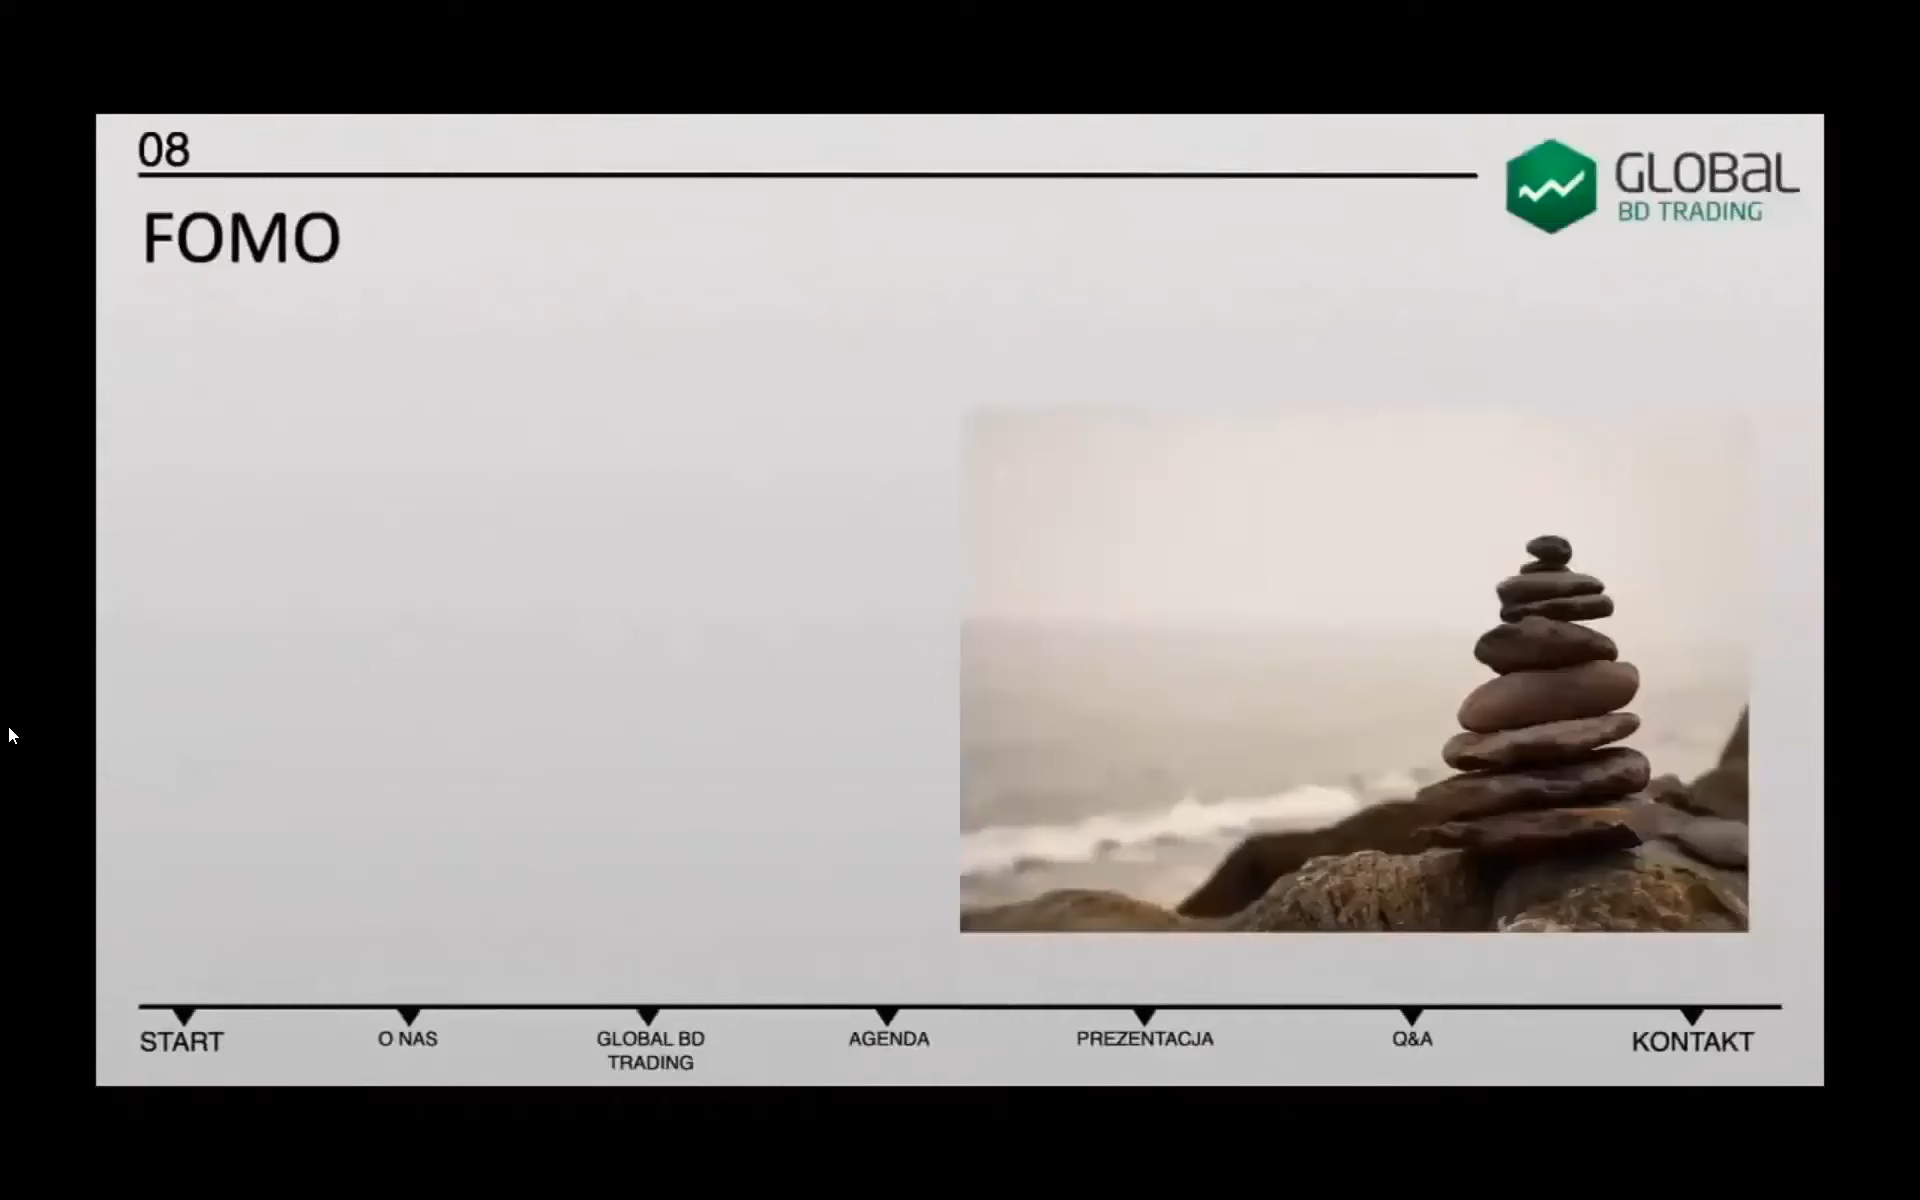 08
GLOBAL
BD TRADING
FOMO
START
O NAS
GLOBAL BD
TRADING
AGENDA
PREZENTACJA
Q&A
KONTAKT